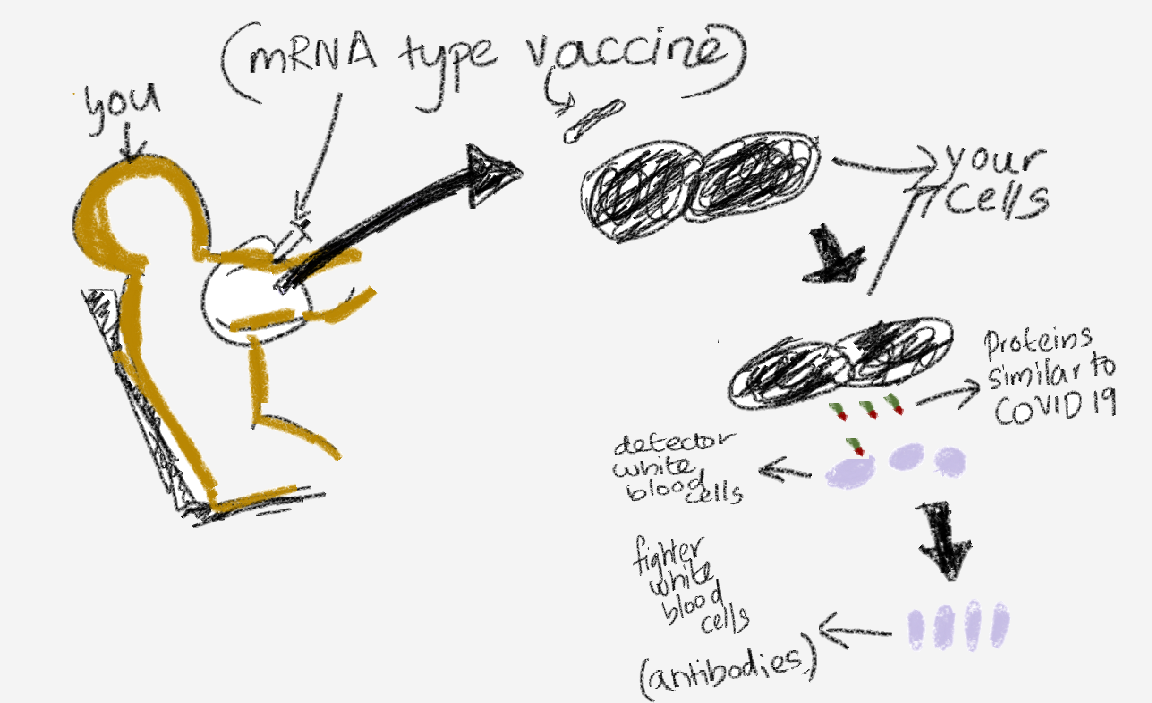 (mRNA type vaccine)
you
your
cells
Proteins
similar to
COVID 19
detector
white
blood
cells
fighter
white
blood
cells
(antibodies)